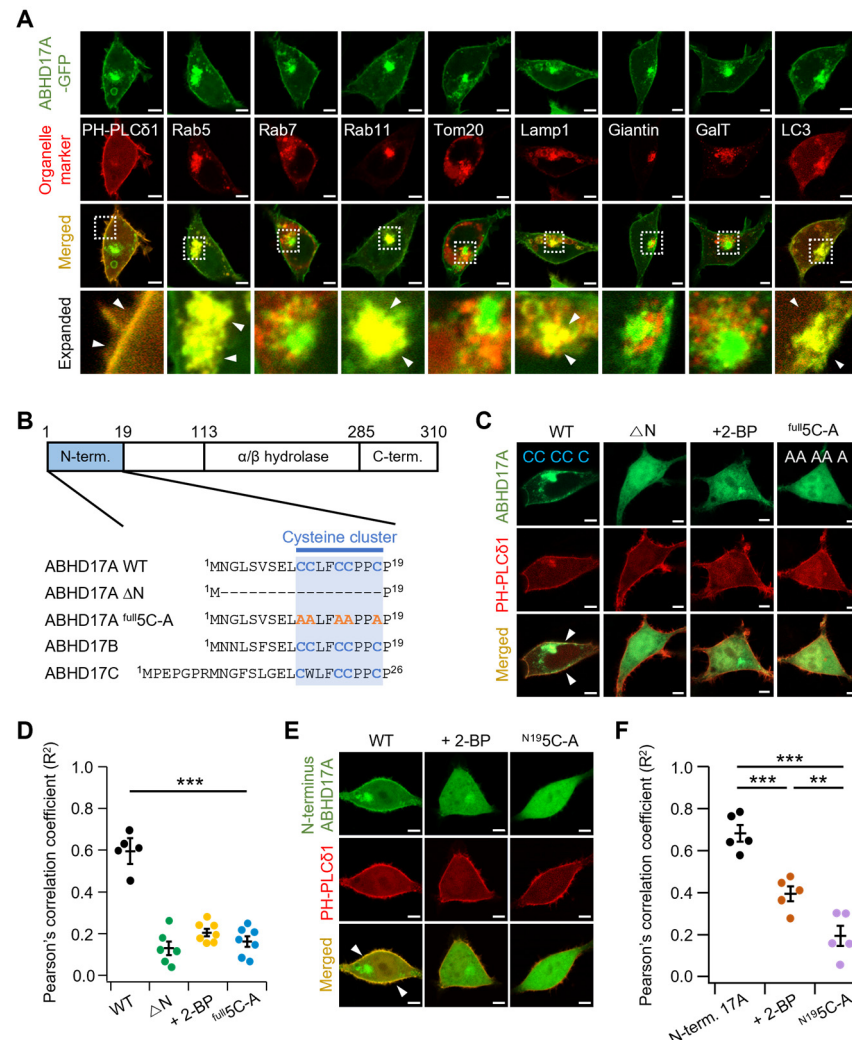 A
ABHD17A
-GFP
Organelle
marker
Merged
Expanded
PH-PLCδ1 Rab5 Rab7 Rab11 Tom20 Lamp1 Giantin GalT LC3
B
1 19 113 285 310
N-term. α/β hydrolase C-term.
Cysteine cluster
ABHD17A WT ¹MNGLSVSELCCLFCCPPCP¹⁹
ABHD17A ΔN ¹M-----------------P¹⁹
ABHD17A ᶠᵘˡˡ5C-A ¹MNGLSVSELAALFAAPPAP¹⁹
ABHD17B ¹MNNLSFSELCCLFCCPPCP¹⁹
ABHD17C ¹MPEPGPRMNGFSLGELCWLFCCPPCP²⁶
C
WT △N +2-BP ᶠᵘˡˡ5C-A
CC CC C AA AA A
ABHD17A
PH-PLCδ1
Merged
D
Pearson's correlation coefficient (R²)
1.0
0.8
0.6
0.4
0.2
0.0
***
WT △N + 2-BP ᶠᵘˡˡ5C-A
E
WT + 2-BP ᴺ¹⁹5C-A
N-terminus
ABHD17A
PH-PLCδ1
Merged
F
Pearson's correlation coefficient (R²)
1.0
0.8
0.6
0.4
0.2
0.0
***
*** **
N-term. 17A + 2-BP ᴺ¹⁹5C-A